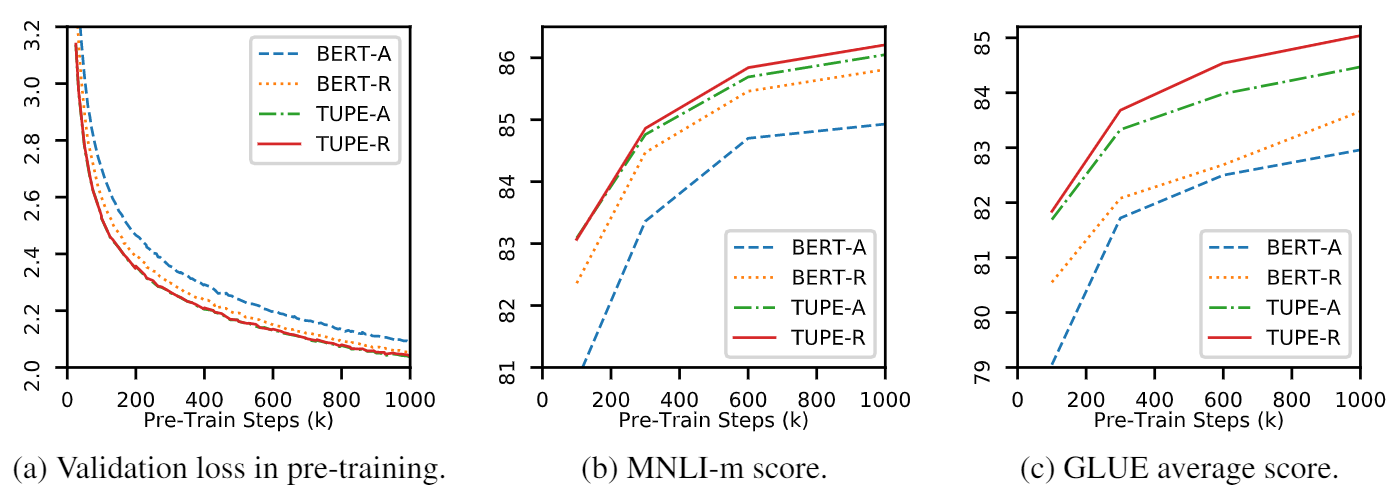 3.2
3.0
2.8
2.6
2.4
2.2
2.0
0 200 400 600 800 1000
Pre-Train Steps (k)
BERT-A
BERT-R
TUPE-A
TUPE-R
(a) Validation loss in pre-training.
86
85
84
83
82
81
0 200 400 600 800 1000
Pre-Train Steps (k)
BERT-A
BERT-R
TUPE-A
TUPE-R
(b) MNLI-m score.
85
84
83
82
81
80
79
0 200 400 600 800 1000
Pre-Train Steps (k)
BERT-A
BERT-R
TUPE-A
TUPE-R
(c) GLUE average score.